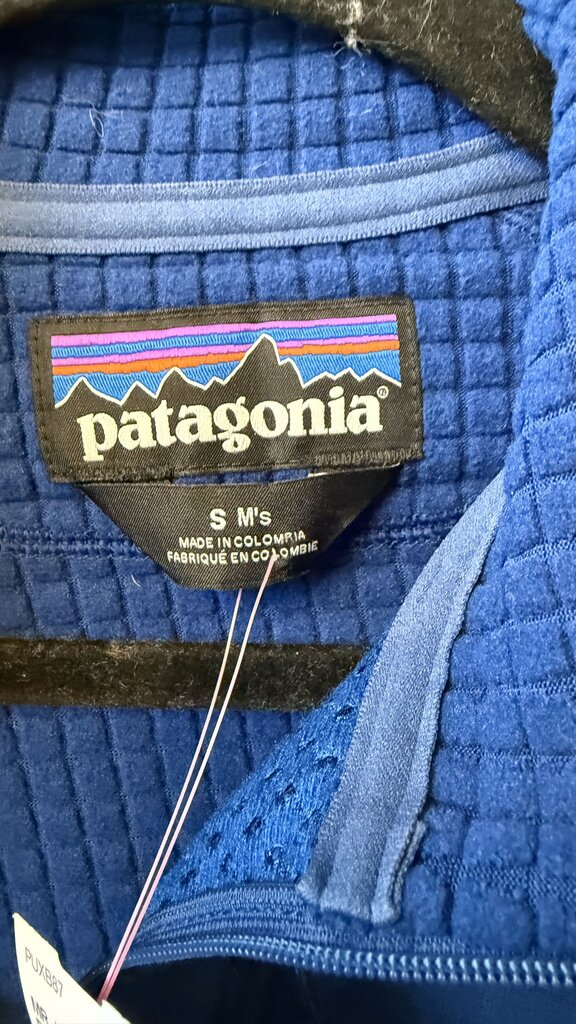 patagonia®
S M's
MADE IN COLOMBIA
FABRIQUÉ EN COLOMBIE
PUXB87